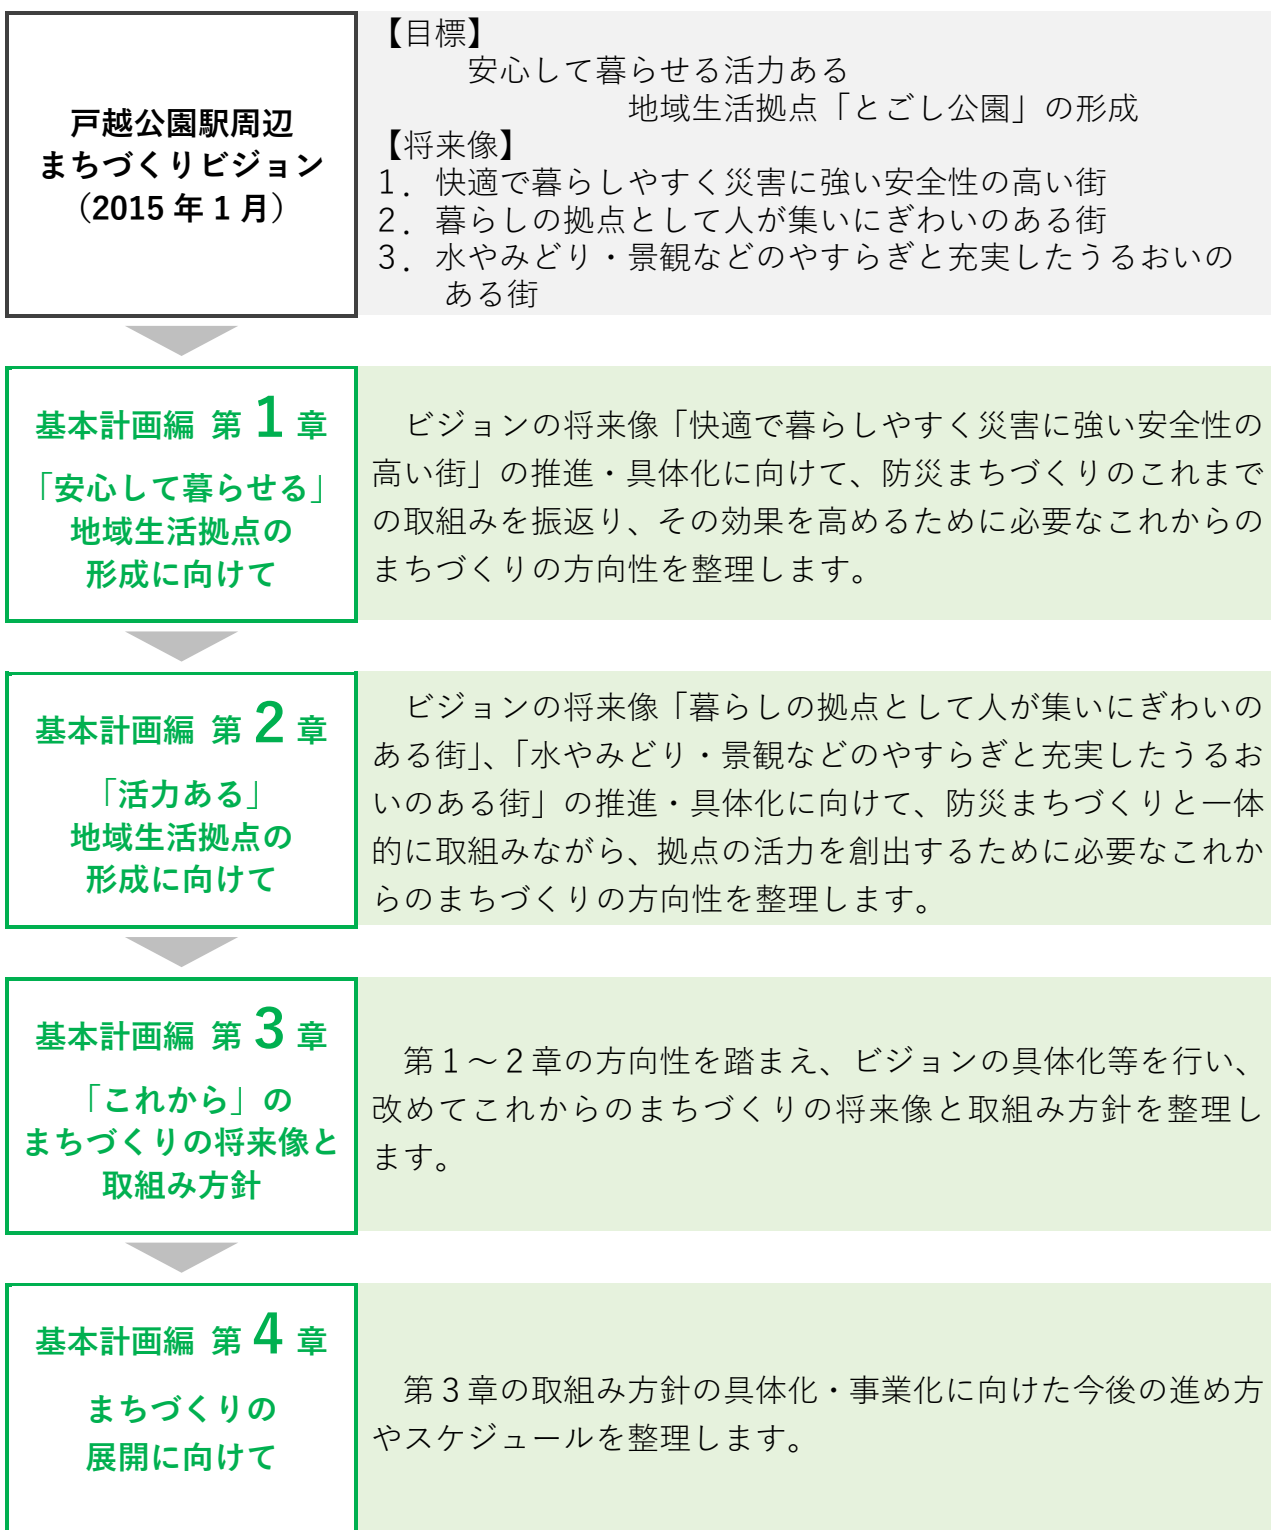 戸越公園駅周辺
まちづくりビジョン
（2015 年 1 月）
【目標】
安心して暮らせる活力ある
地域生活拠点「とごし公園」の形成
【将来像】
１．快適で暮らしやすく災害に強い安全性の高い街
２．暮らしの拠点として人が集いにぎわいのある街
３．水やみどり・景観などのやすらぎと充実したうるおいの
ある街
基本計画編 第 1 章
「安心して暮らせる」
地域生活拠点の
形成に向けて
ビジョンの将来像「快適で暮らしやすく災害に強い安全性の
高い街」の推進・具体化に向けて、防災まちづくりのこれまで
の取組みを振返り、その効果を高めるために必要なこれからの
まちづくりの方向性を整理します。
基本計画編 第 2 章
「活力ある」
地域生活拠点の
形成に向けて
ビジョンの将来像「暮らしの拠点として人が集いにぎわいの
ある街」、「水やみどり・景観などのやすらぎと充実したうるお
いのある街」の推進・具体化に向けて、防災まちづくりと一体
的に取組みながら、拠点の活力を創出するために必要なこれか
らのまちづくりの方向性を整理します。
基本計画編 第 3 章
「これから」の
まちづくりの将来像と
取組み方針
第１～２章の方向性を踏まえ、ビジョンの具体化等を行い、
改めてこれからのまちづくりの将来像と取組み方針を整理し
ます。
基本計画編 第 4 章
まちづくりの
展開に向けて
第３章の取組み方針の具体化・事業化に向けた今後の進め方
やスケジュールを整理します。